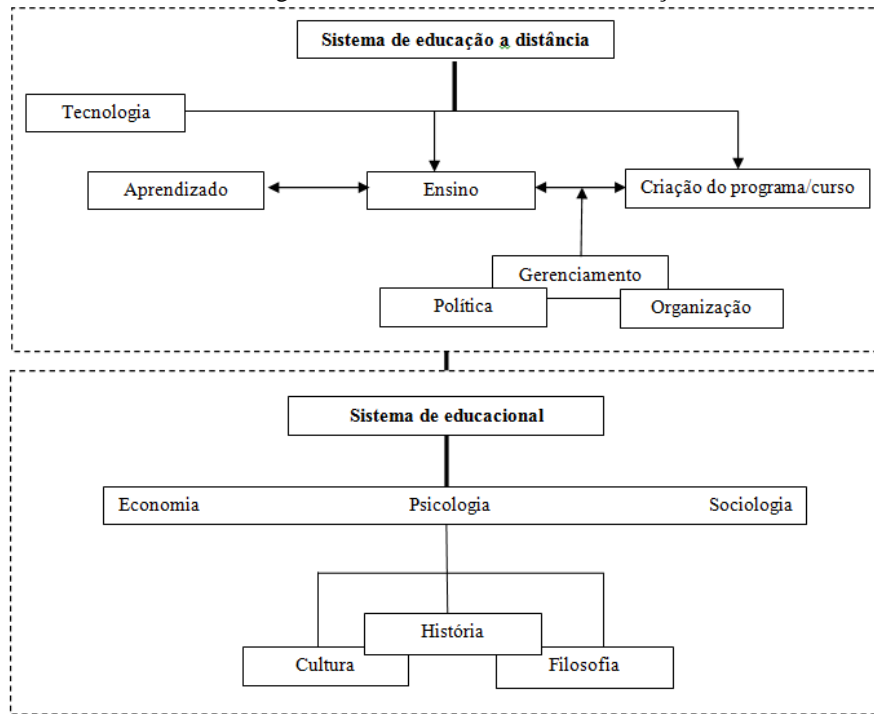 Sistema de educação a distância
Tecnologia
Aprendizado
Ensino
Criação do programa/curso
Gerenciamento
Política
Organização
Sistema de educacional
Economia Psicologia Sociologia
História
Cultura
Filosofia